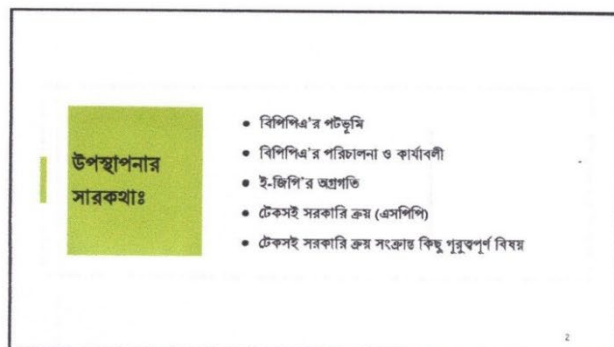 উপস্থাপনার
সারকথাঃ
• বিপিপিএ'র পটভূমি
• বিপিপিএ'র পরিচালনা ও কার্যাবলী
• ই-জিপি'র অগ্রগতি
• টেকসই সরকারি ক্রয় (এসপিপি)
• টেকসই সরকারি ক্রয় সংক্রান্ত কিছু গুরুত্বপূর্ণ বিষয়
2